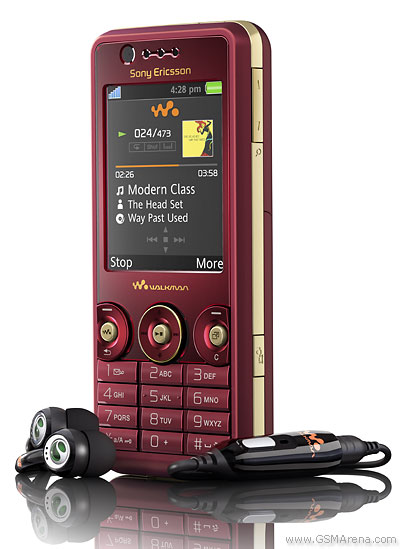 Sony Ericsson
4:28 pm
024/473
02:26 03:58
Modern Class
The Head Set
Way Past Used
Stop More
WALKMAN
C
1 2 ABC 3 DEF
4 GHI 5 JKL 6 MNO
7 PQRS 8 TUV 9 WXYZ
* a/A 0 + #
www.GSMArena.com